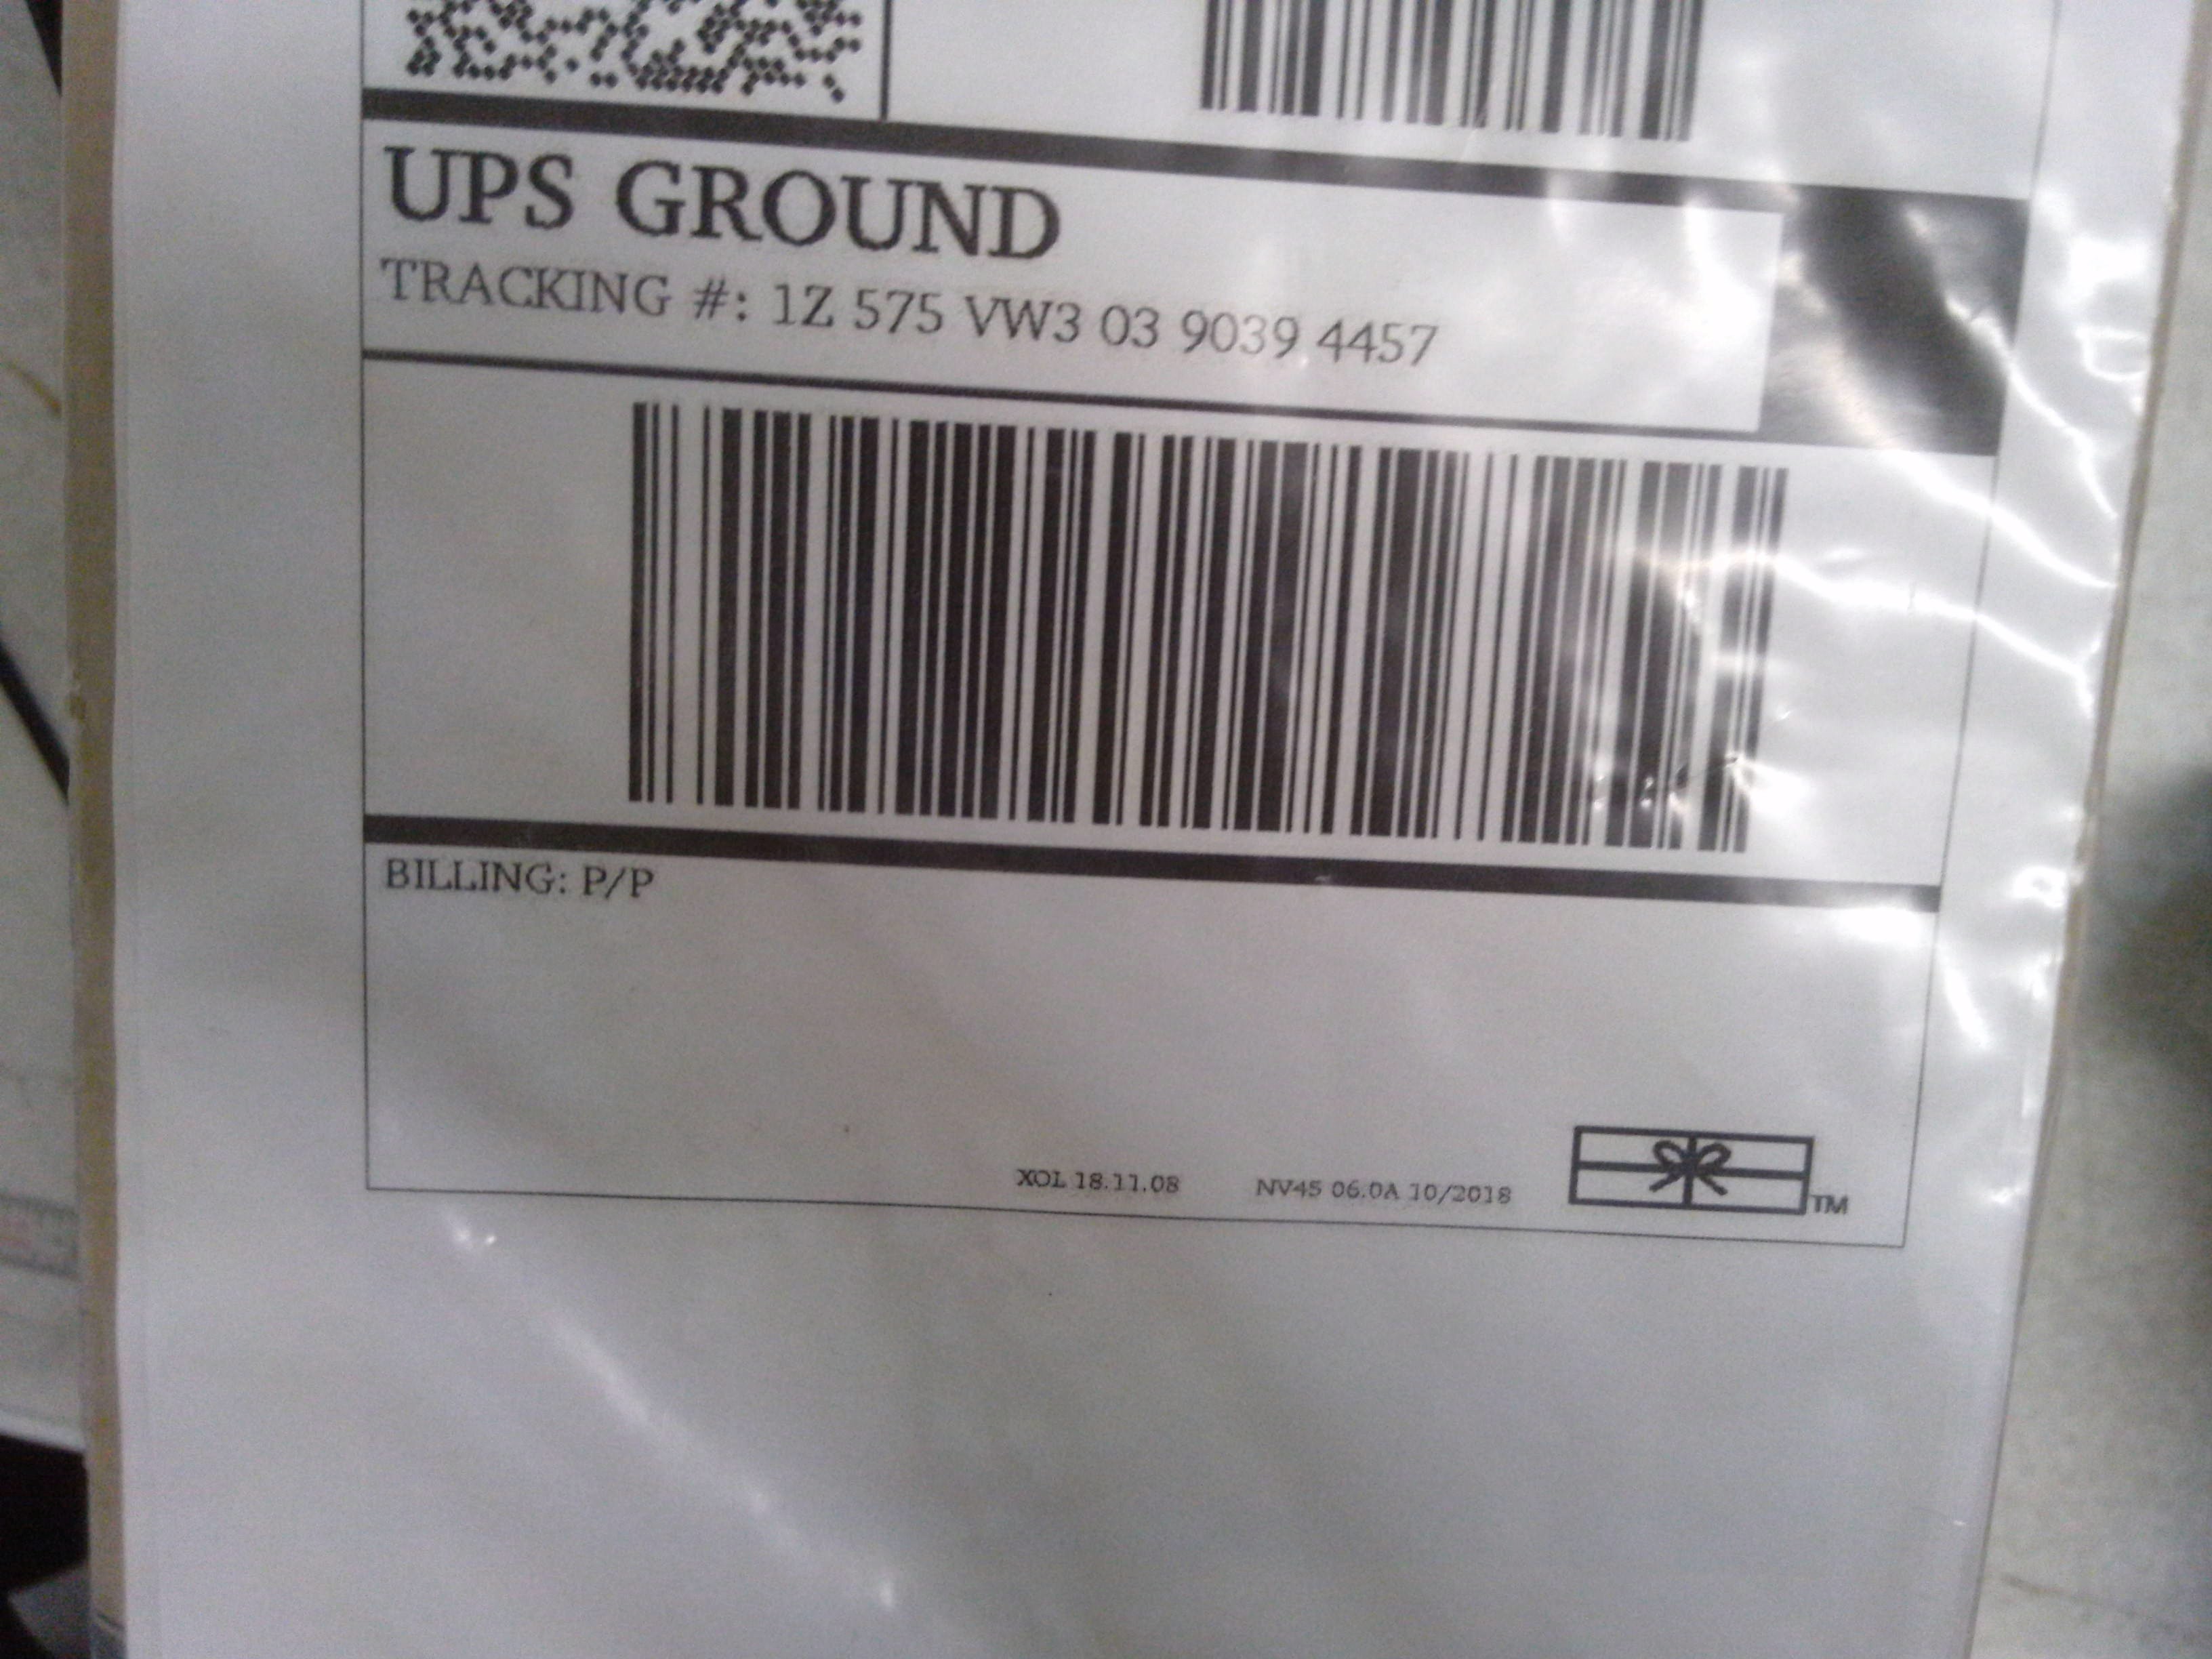 UPS GROUND
TRACKING #: 1Z 575 VW3 03 9039 4457
BILLING: P/P
XOL 18.11.08 NV45 06.0A 10/2018
TM